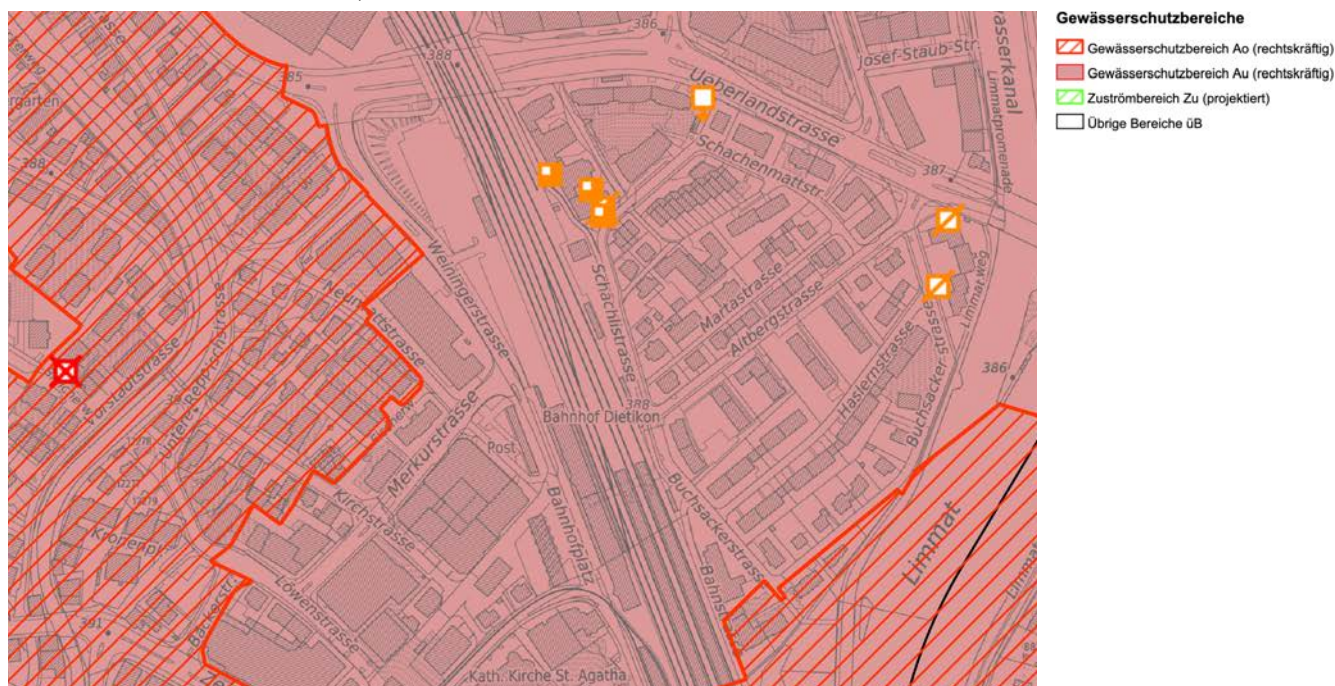 Gewässerschutzbereiche
Gewässerschutzbereich Ao (rechtskräftig)
Gewässerschutzbereich Au (rechtskräftig)
Zuströmbereich Zu (projektiert)
Übrige Bereiche üB
386
388
385
Josef-Staub-Str.
Limmatpromenade
Ueberlandstrasse
Schachenmattstr.
387
388
Weiningerstrasse
Neumattstrasse
Schächlistrasse
Martastrasse
Altbergstrasse
Limmatweg
Haslernstrasse
Vorstadtstrasse
Untere Reppischstrasse
386
388
Bahnhof Dietikon
Merkurstrasse
Post
Kirchstrasse
Bahnhofplatz
Buchsackerstrasse
Limmat
Löwenstrasse
391
Kath. Kirche St. Agatha